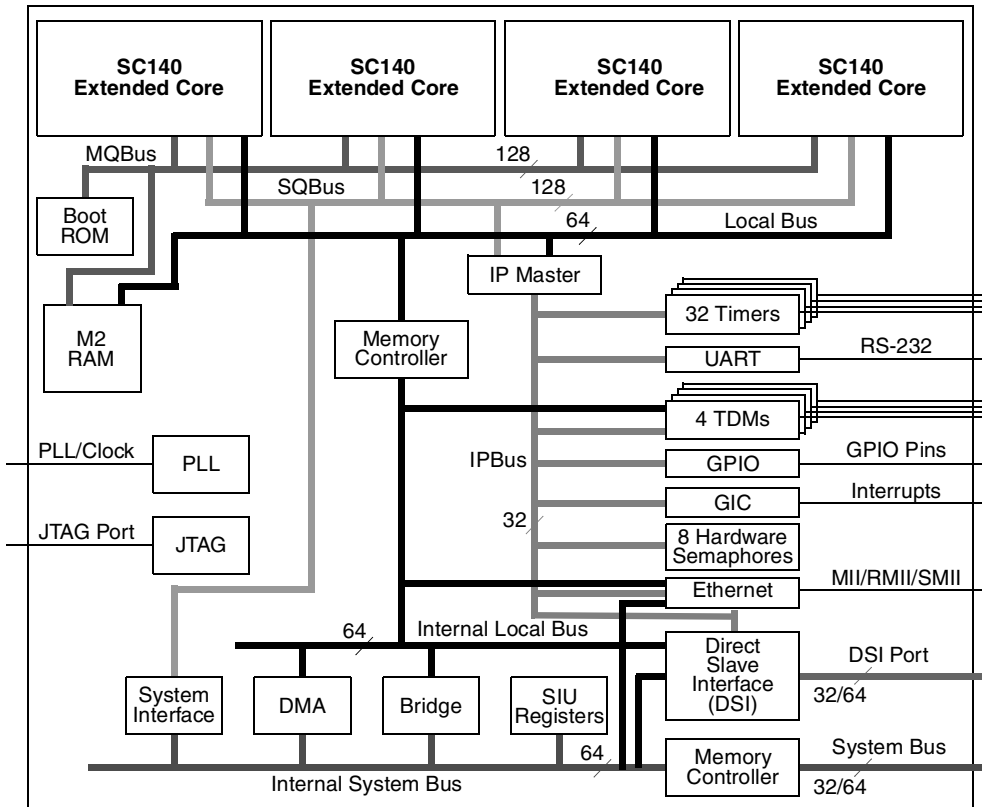 SC140
Extended Core
SC140
Extended Core
SC140
Extended Core
SC140
Extended Core
MQBus
128
SQBus
128
Boot
ROM
64
Local Bus
IP Master
M2
RAM
Memory
Controller
32 Timers
UART
RS-232
4 TDMs
PLL/Clock
PLL
IPBus
GPIO
GPIO Pins
GIC
Interrupts
32
JTAG Port
JTAG
8 Hardware
Semaphores
Ethernet
MII/RMII/SMII
64
Internal Local Bus
Direct
Slave
Interface
(DSI)
DSI Port
32/64
System
Interface
DMA
Bridge
SIU
Registers
64
Internal System Bus
Memory
Controller
System Bus
32/64